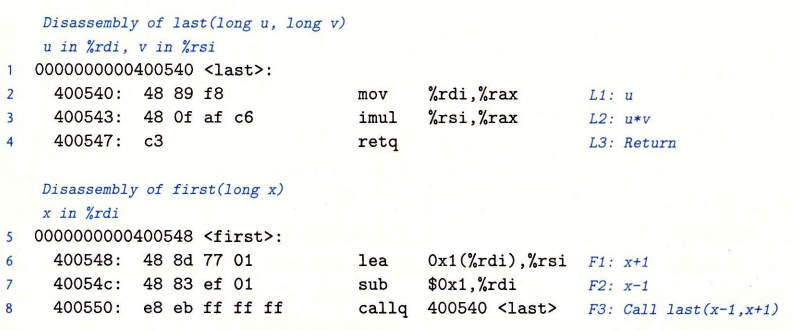 Disassembly of last(long u, long v)
u in %rdi, v in %rsi
1 0000000000400540 <last>:
2 400540: 48 89 f8 mov %rdi,%rax L1: u
3 400543: 48 0f af c6 imul %rsi,%rax L2: u*v
4 400547: c3 retq L3: Return
Disassembly of first(long x)
x in %rdi
5 0000000000400548 <first>:
6 400548: 48 8d 77 01 lea 0x1(%rdi),%rsi F1: x+1
7 40054c: 48 83 ef 01 sub $0x1,%rdi F2: x-1
8 400550: e8 eb ff ff ff callq 400540 <last> F3: Call last(x-1,x+1)